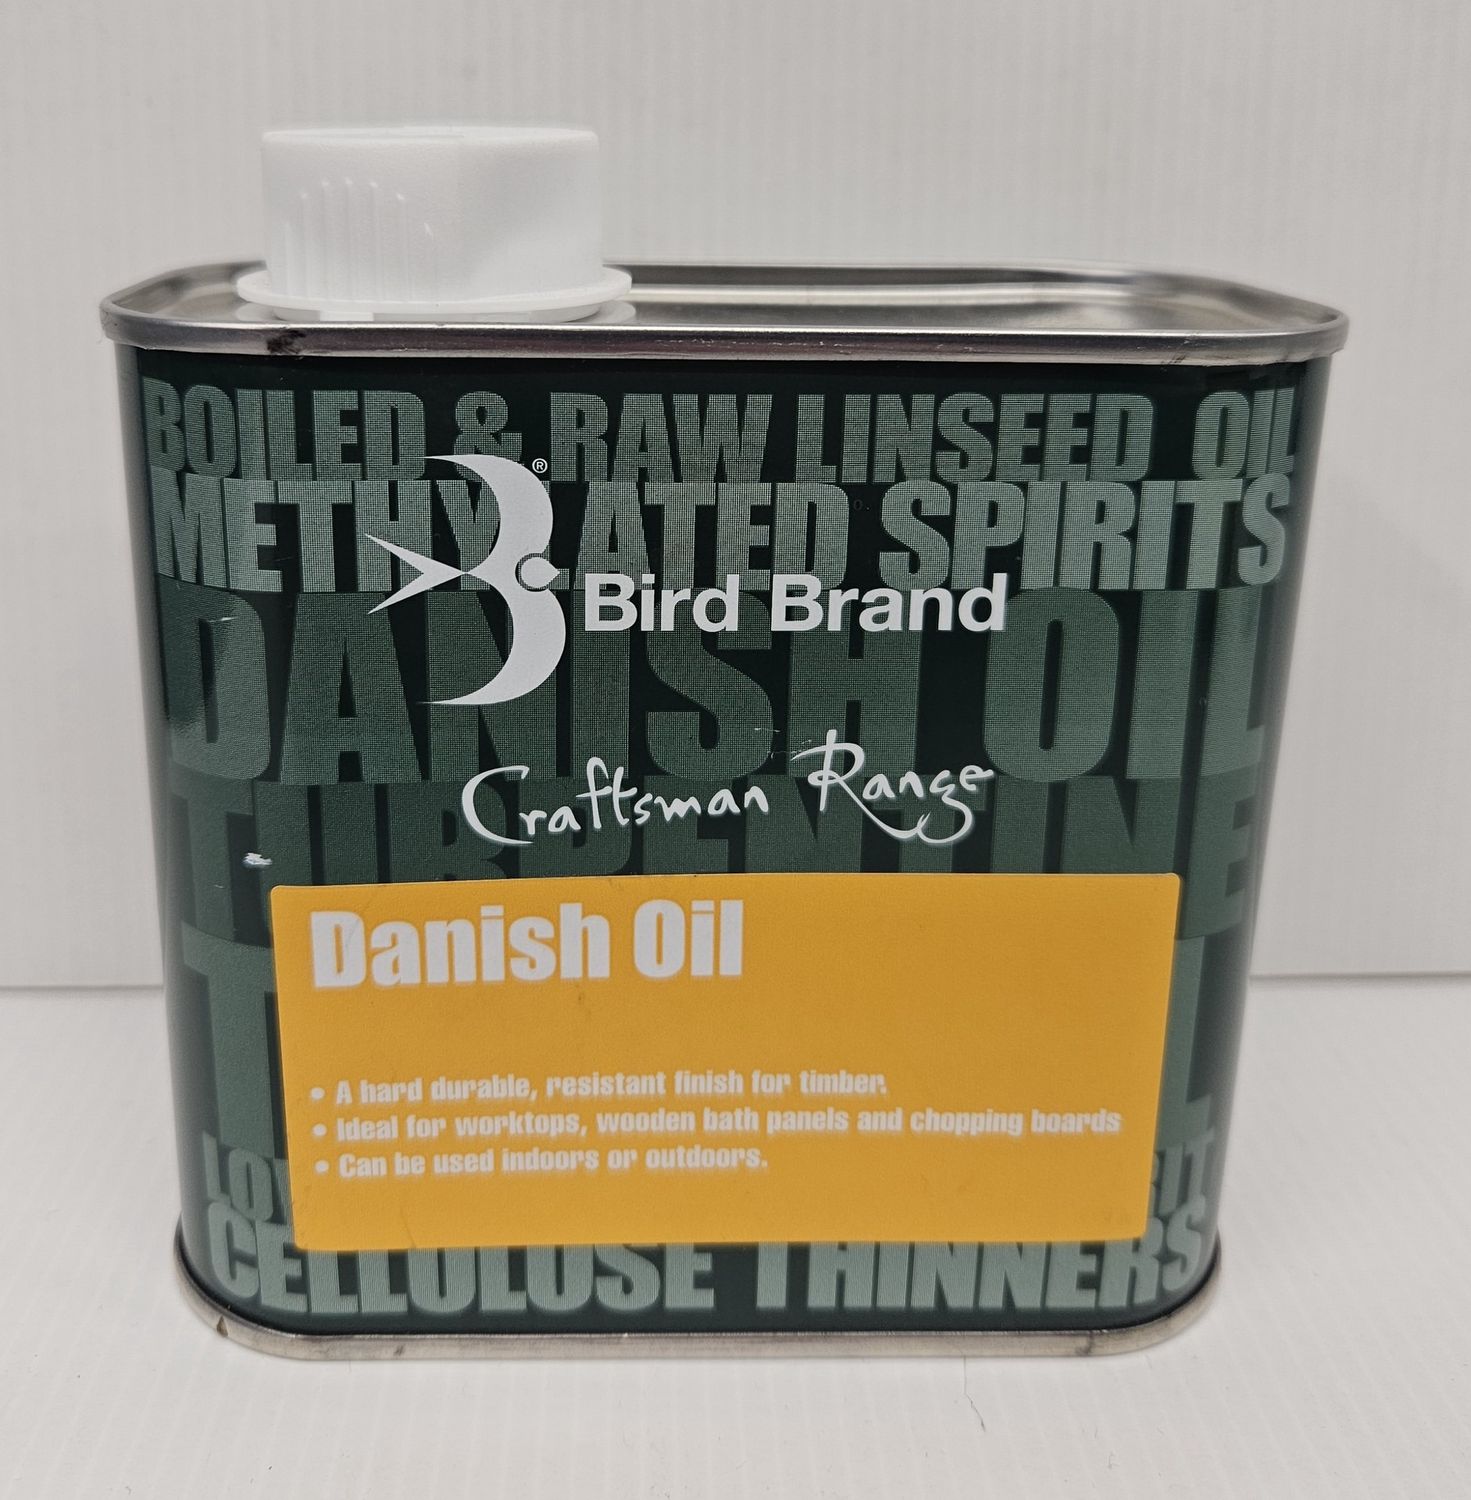 BOILED & RAW LINSEED OIL
METHYLATED SPIRITS
®
Bird Brand
DANISH OIL
Craftsman Range
TURPENTINE
Danish Oil
• A hard durable, resistant finish for timber.
• Ideal for worktops, wooden bath panels and chopping boards
• Can be used indoors or outdoors.
CELLULOSE THINNERS